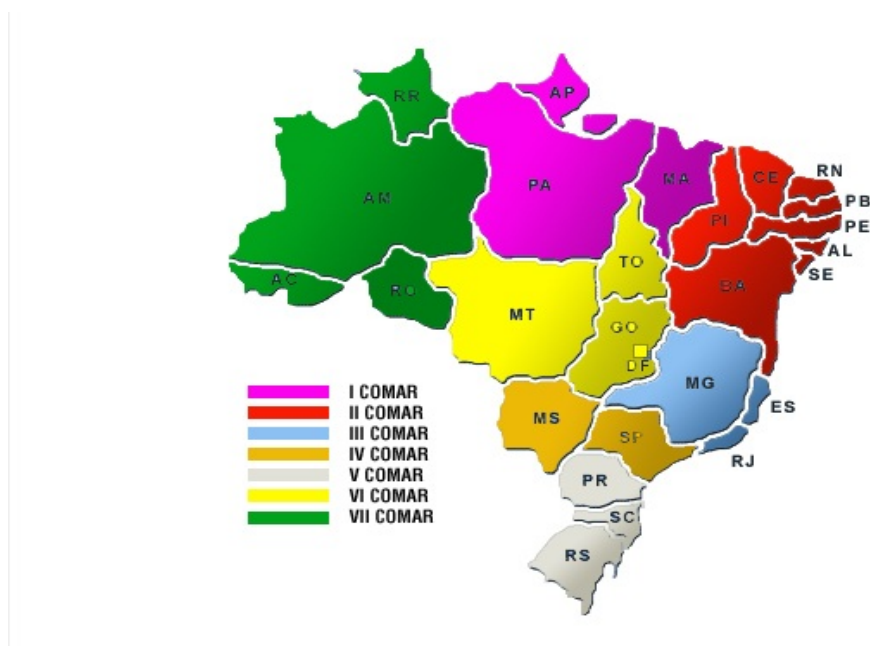 AP
RR
RN
CE
MA
PA
AM
PB
PI
PE
AL
TO
SE
AC
RO
BA
MT
GO
DF
MG
I COMAR
II COMAR
ES
MS
III COMAR
SP
IV COMAR
RJ
V COMAR
PR
VI COMAR
VII COMAR
SC
RS